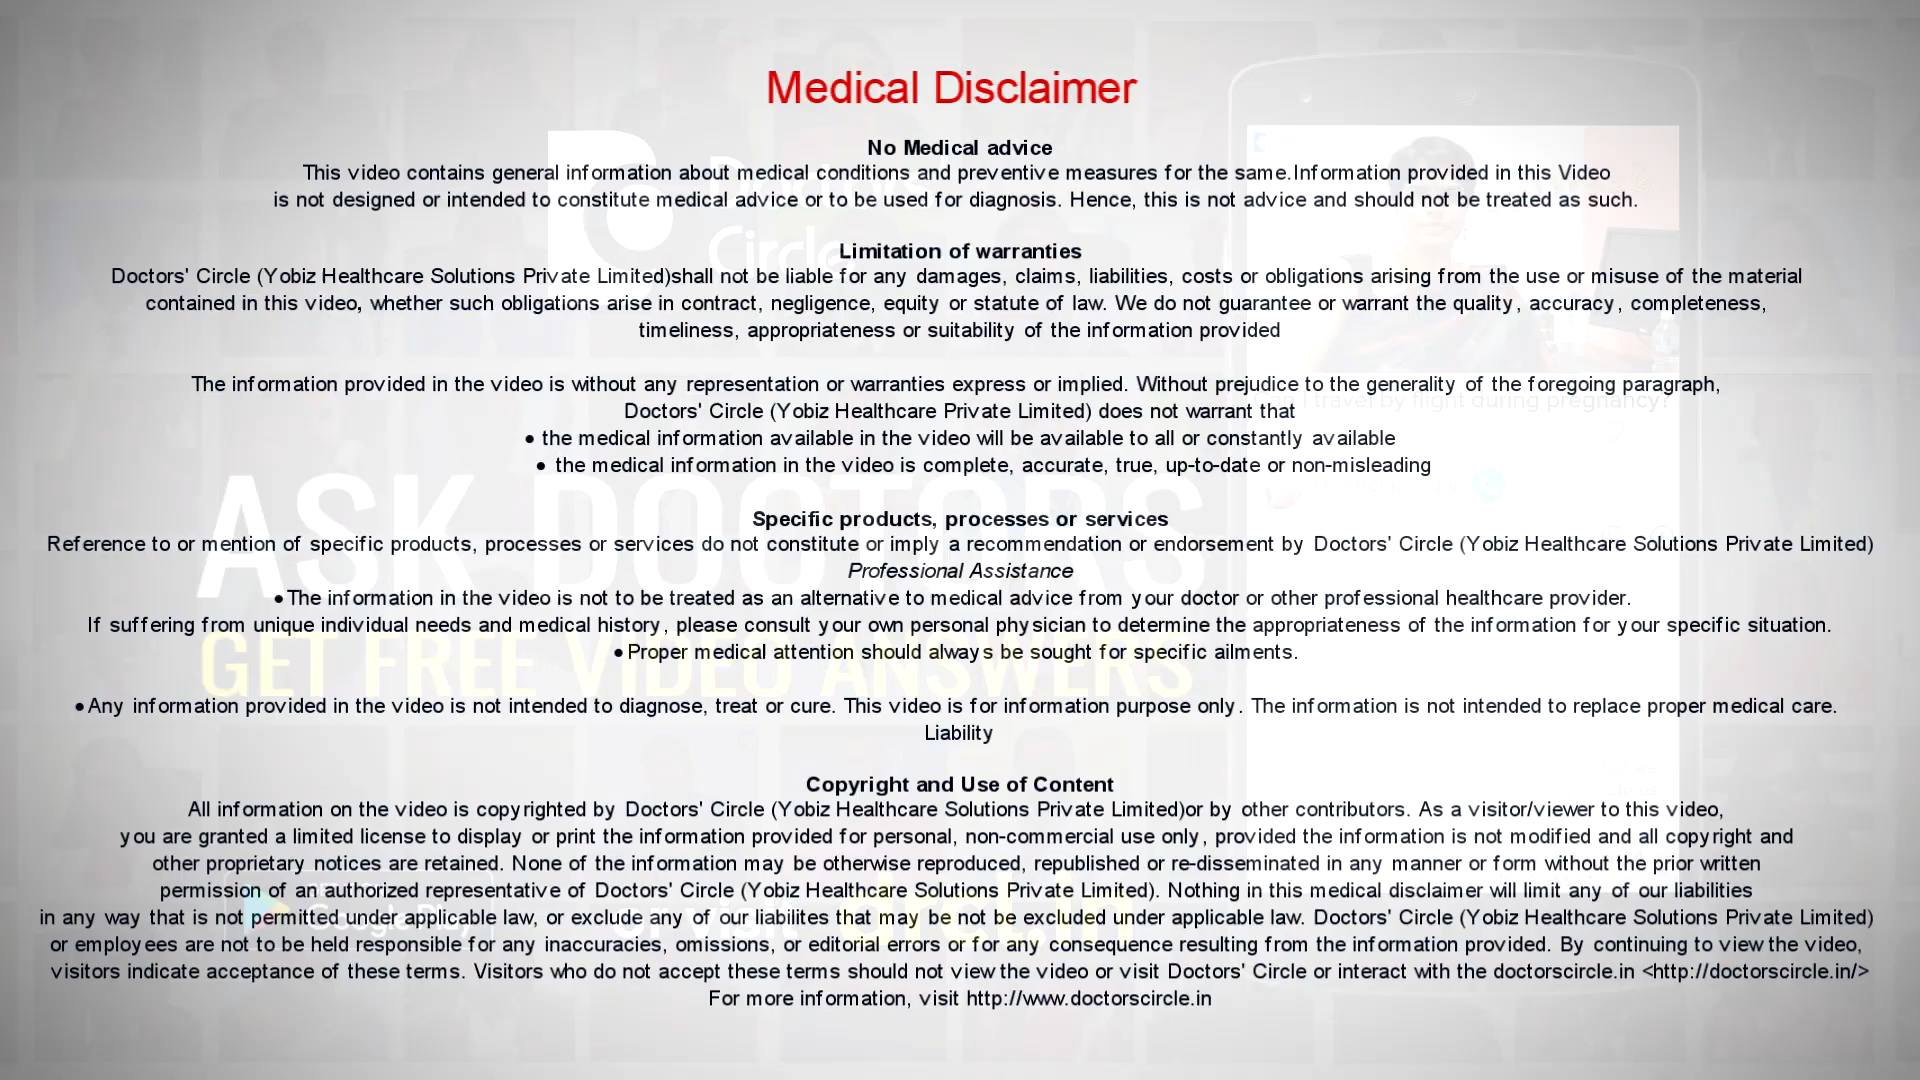 Medical Disclaimer
No Medical advice
This video contains general information about medical conditions and preventive measures for the same.Information provided in this Video
is not designed or intended to constitute medical advice or to be used for diagnosis. Hence, this is not advice and should not be treated as such.
Doctors'
Circle
Limitation of warranties
Doctors' Circle (Yobiz Healthcare Solutions Private Limited)shall not be liable for any damages, claims, liabilities, costs or obligations arising from the use or misuse of the material
contained in this video, whether such obligations arise in contract, negligence, equity or statute of law. We do not guarantee or warrant the quality, accuracy, completeness,
timeliness, appropriateness or suitability of the information provided
The information provided in the video is without any representation or warranties express or implied. Without prejudice to the generality of the foregoing paragraph,
Can I travel by flight during pregnancy?
Doctors' Circle (Yobiz Healthcare Private Limited) does not warrant that
• the medical information available in the video will be available to all or constantly available
• the medical information in the video is complete, accurate, true, up-to-date or non-misleading
ASK DOCTORS
Specific products, processes or services
Reference to or mention of specific products, processes or services do not constitute or imply a recommendation or endorsement by Doctors' Circle (Yobiz Healthcare Solutions Private Limited)
Professional Assistance
•The information in the video is not to be treated as an alternative to medical advice from your doctor or other professional healthcare provider.
If suffering from unique individual needs and medical history, please consult your own personal physician to determine the appropriateness of the information for your specific situation.
•Proper medical attention should always be sought for specific ailments.
GET FREE VIDEO ANSWERS
•Any information provided in the video is not intended to diagnose, treat or cure. This video is for information purpose only. The information is not intended to replace proper medical care.
Liability
Copyright and Use of Content
All information on the video is copyrighted by Doctors' Circle (Yobiz Healthcare Solutions Private Limited)or by other contributors. As a visitor/viewer to this video,
you are granted a limited license to display or print the information provided for personal, non-commercial use only, provided the information is not modified and all copyright and
other proprietary notices are retained. None of the information may be otherwise reproduced, republished or re-disseminated in any manner or form without the prior written
permission of an authorized representative of Doctors' Circle (Yobiz Healthcare Solutions Private Limited). Nothing in this medical disclaimer will limit any of our liabilities
in any way that is not permitted under applicable law, or exclude any of our liabilites that may be not be excluded under applicable law. Doctors' Circle (Yobiz Healthcare Solutions Private Limited)
Google Play or visit drcl.in
or employees are not to be held responsible for any inaccuracies, omissions, or editorial errors or for any consequence resulting from the information provided. By continuing to view the video,
visitors indicate acceptance of these terms. Visitors who do not accept these terms should not view the video or visit Doctors' Circle or interact with the doctorscircle.in <http://doctorscircle.in/>
For more information, visit http://www.doctorscircle.in